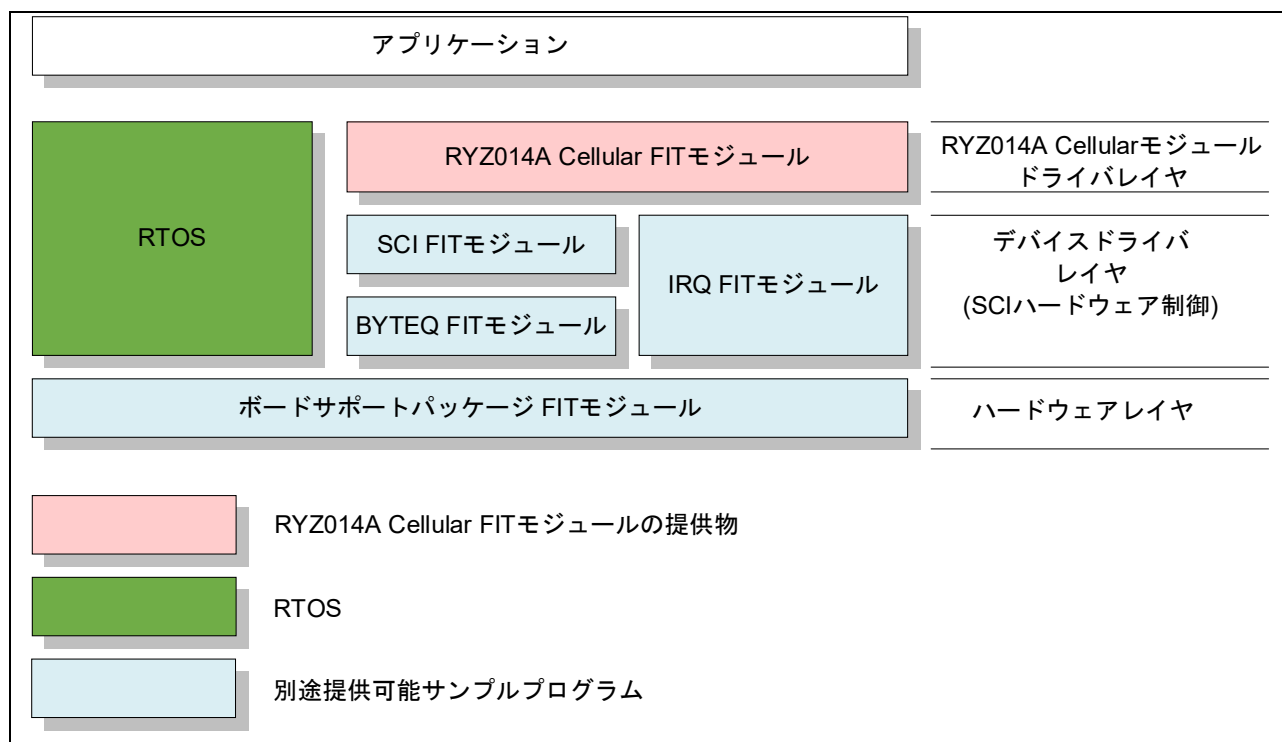 アプリケーション
RTOS
RYZ014A Cellular FITモジュール
RYZ014A Cellularモジュール
ドライバレイヤ
SCI FITモジュール
BYTEQ FITモジュール
IRQ FITモジュール
デバイスドライバ
レイヤ
(SCIハードウェア制御)
ボードサポートパッケージ FITモジュール
ハードウェアレイヤ
RYZ014A Cellular FITモジュールの提供物
RTOS
別途提供可能サンプルプログラム